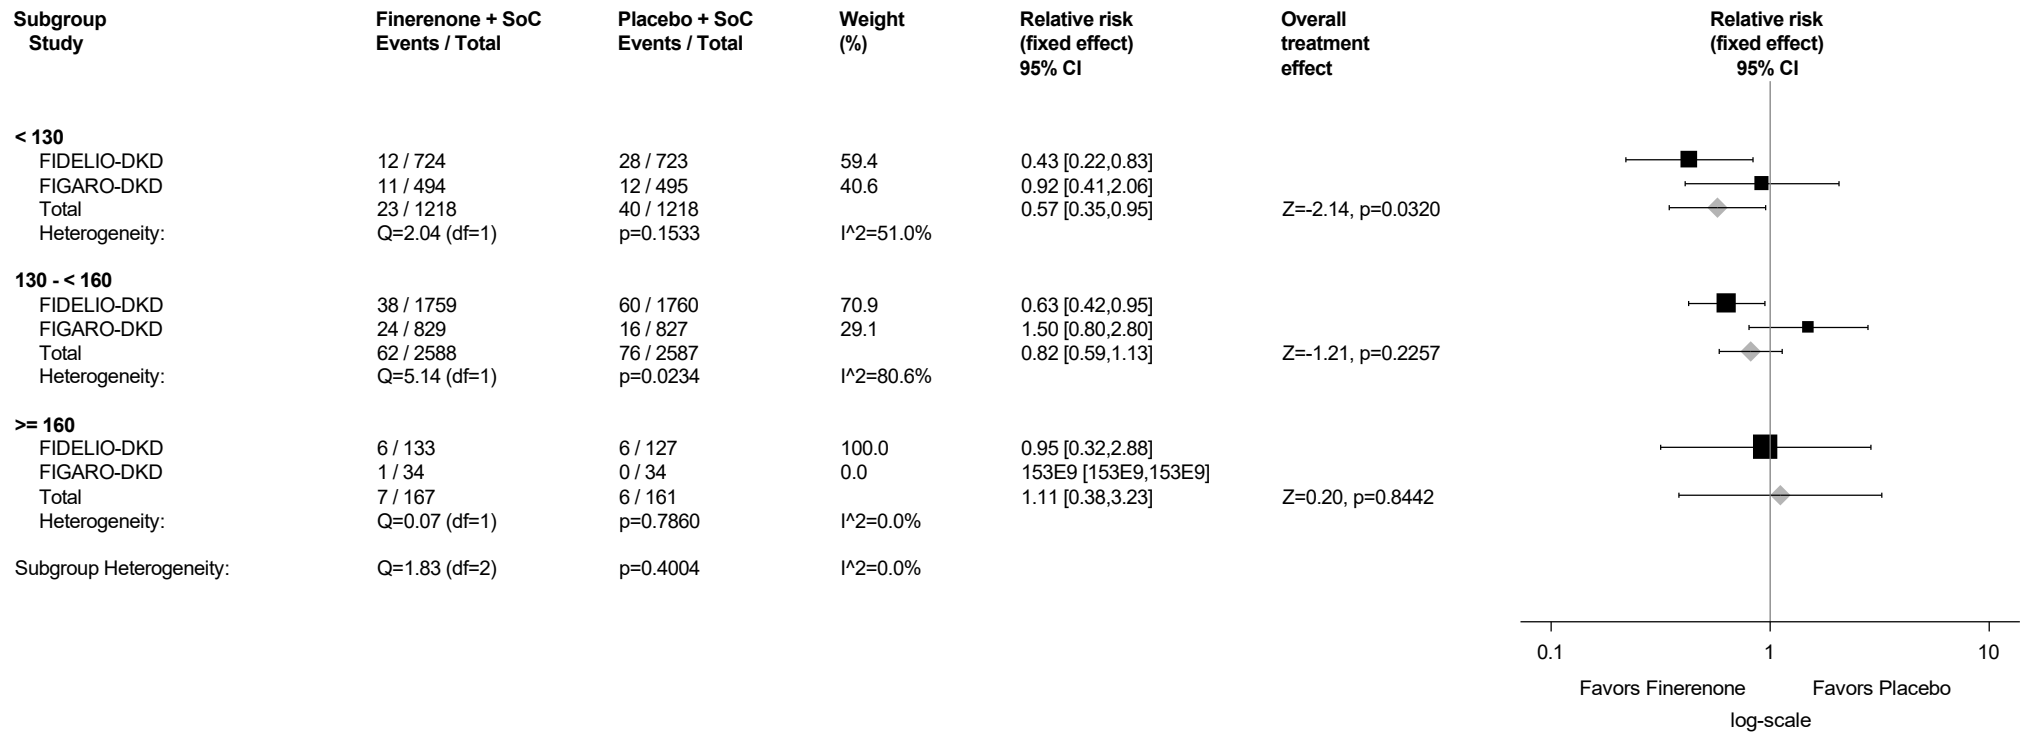 Subgroup Finerenone + SoC Placebo + SoC Weight Relative risk Overall Relative risk
Study Events / Total Events / Total (%) (fixed effect) treatment (fixed effect)
95% CI effect 95% CI
< 130
FIDELIO-DKD 12 / 724 28 / 723 59.4 0.43 [0.22,0.83]
FIGARO-DKD 11 / 494 12 / 495 40.6 0.92 [0.41,2.06]
Total 23 / 1218 40 / 1218 0.57 [0.35,0.95] Z=-2.14, p=0.0320
Heterogeneity: Q=2.04 (df=1) p=0.1533 I^2=51.0%
130 - < 160
FIDELIO-DKD 38 / 1759 60 / 1760 70.9 0.63 [0.42,0.95]
FIGARO-DKD 24 / 829 16 / 827 29.1 1.50 [0.80,2.80]
Total 62 / 2588 76 / 2587 0.82 [0.59,1.13] Z=-1.21, p=0.2257
Heterogeneity: Q=5.14 (df=1) p=0.0234 I^2=80.6%
>= 160
FIDELIO-DKD 6 / 133 6 / 127 100.0 0.95 [0.32,2.88]
FIGARO-DKD 1 / 34 0 / 34 0.0 153E9 [153E9,153E9]
Total 7 / 167 6 / 161 1.11 [0.38,3.23] Z=0.20, p=0.8442
Heterogeneity: Q=0.07 (df=1) p=0.7860 I^2=0.0%
Subgroup Heterogeneity: Q=1.83 (df=2) p=0.4004 I^2=0.0%
0.1 1 10
Favors Finerenone Favors Placebo
log-scale